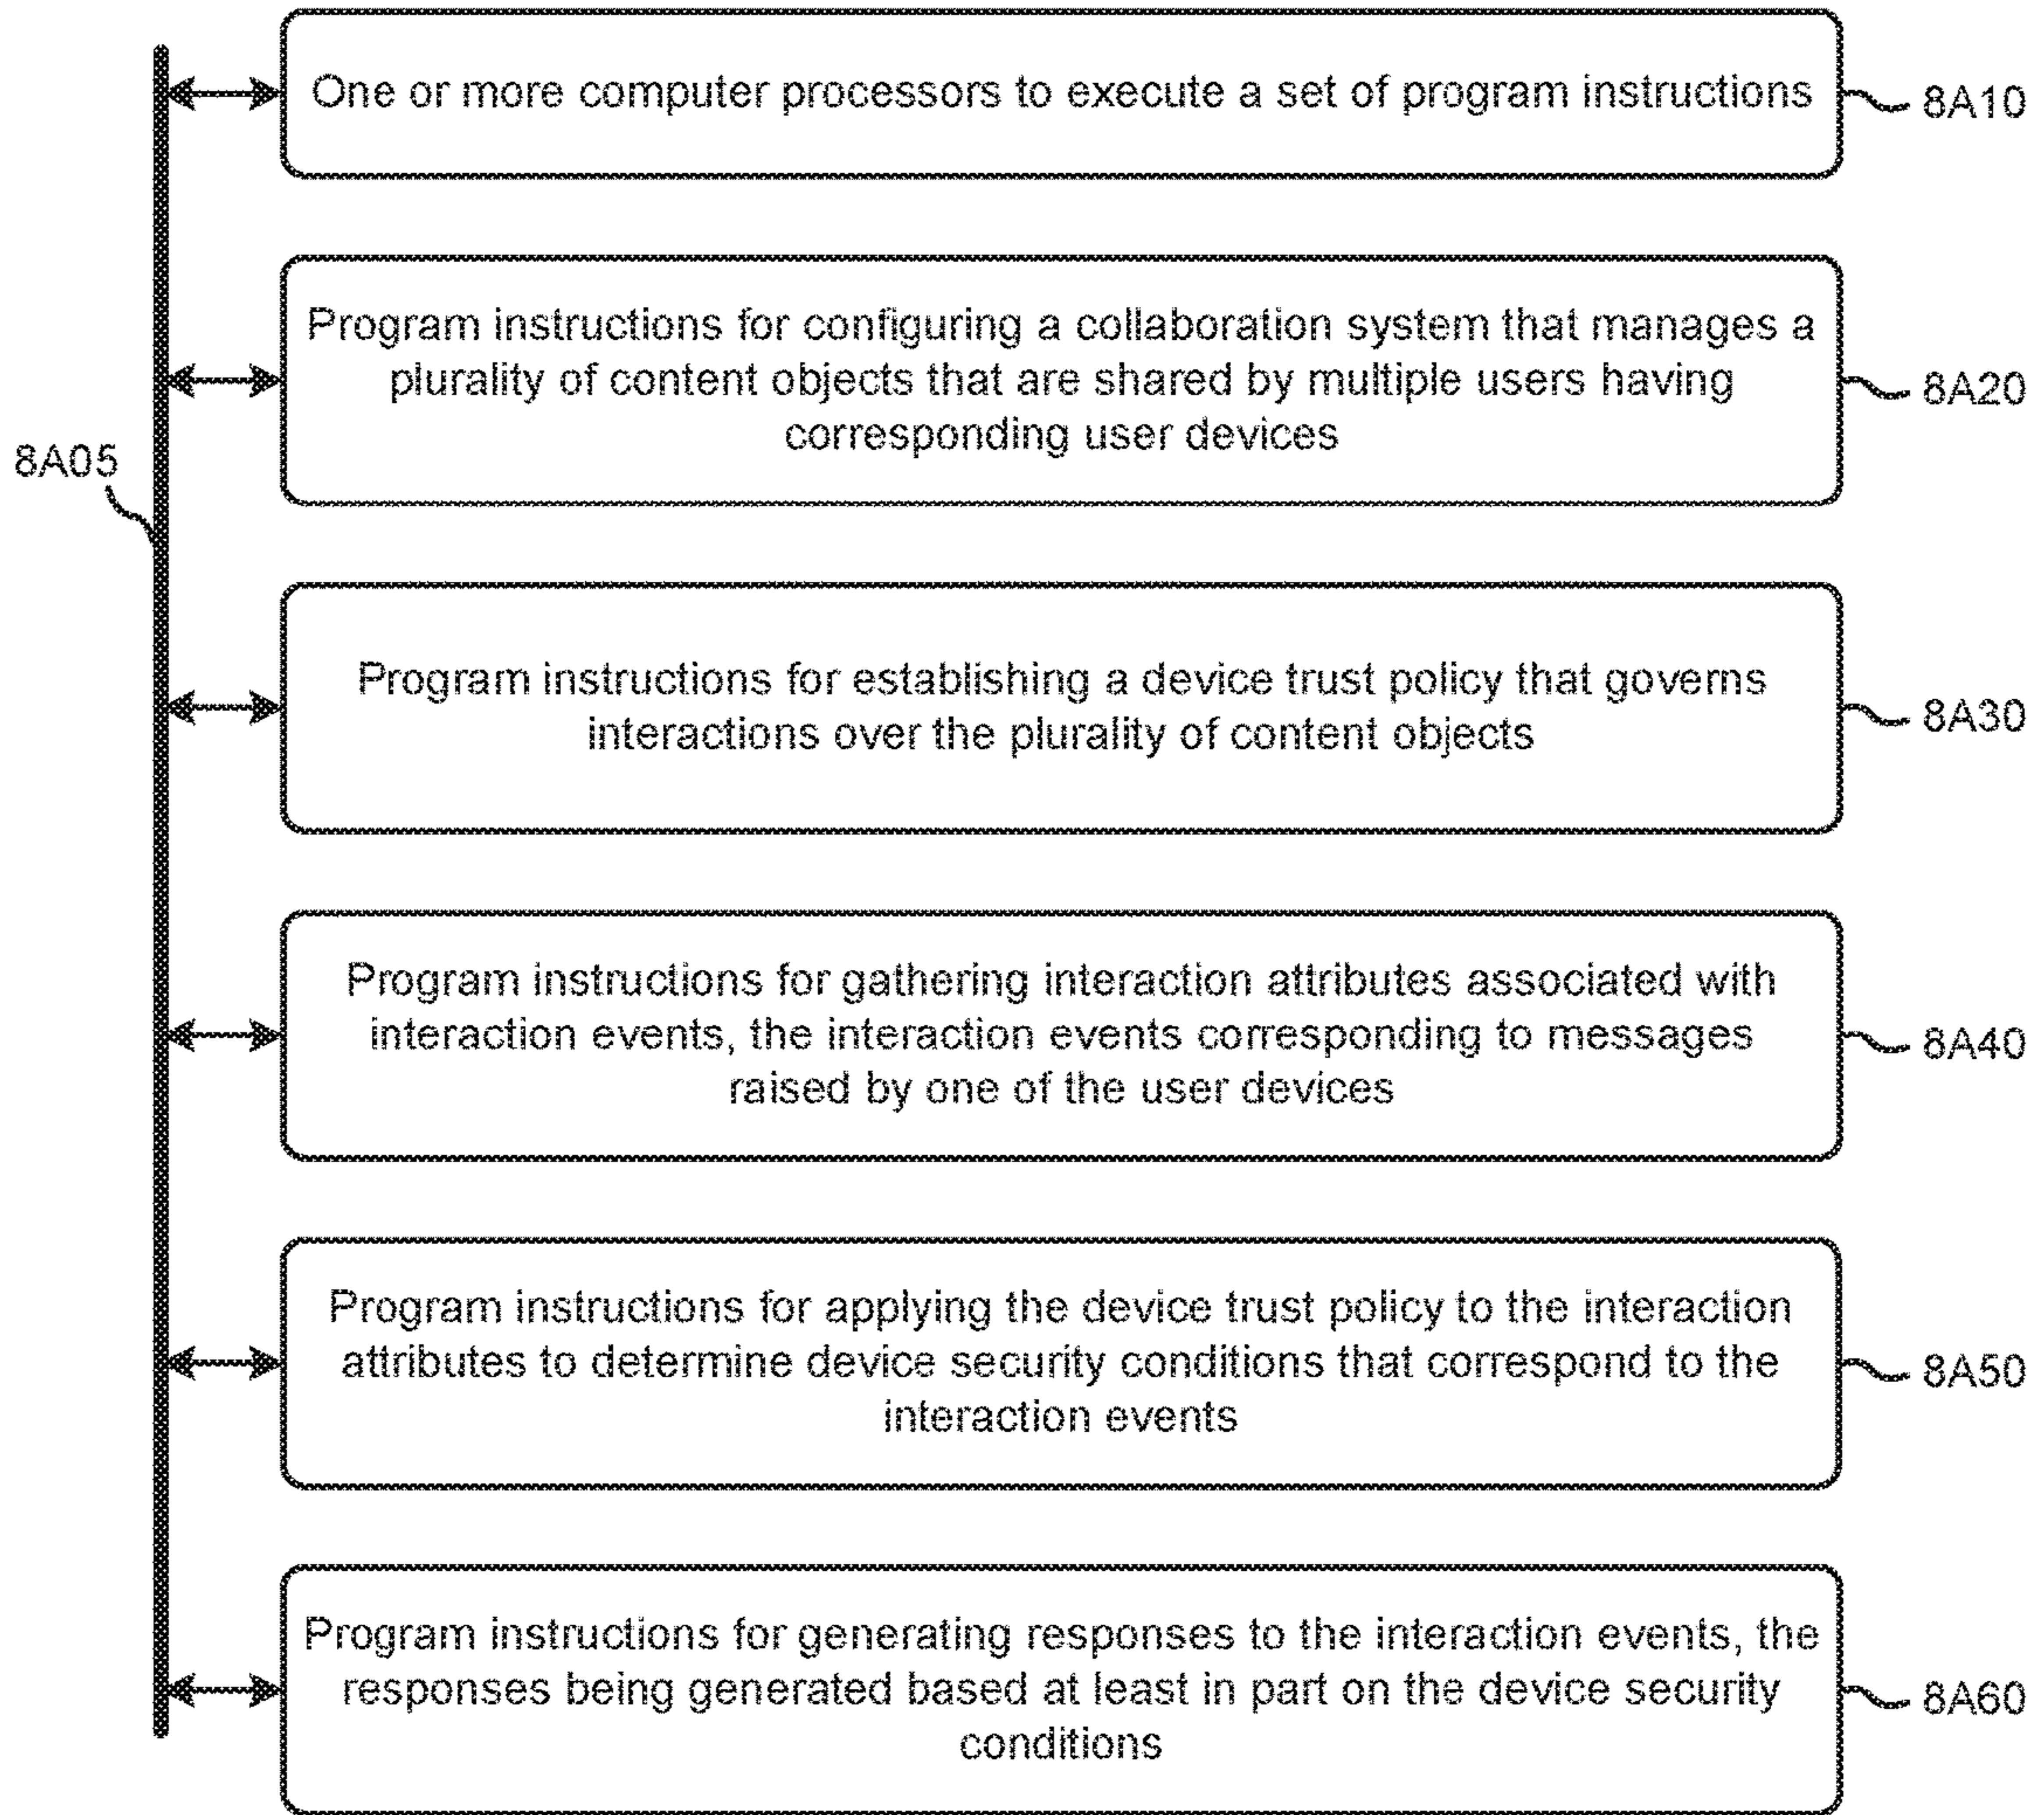 One or more computer processors to execute a set of program instructions
8A10
Program instructions for configuring a collaboration system that manages a
plurality of content objects that are shared by multiple users having
corresponding user devices
8A20
8A05
Program instructions for establishing a device trust policy that governs
interactions over the plurality of content objects
8A30
Program instructions for gathering interaction attributes associated with
interaction events, the interaction events corresponding to messages
raised by one of the user devices
8A40
Program instructions for applying the device trust policy to the interaction
attributes to determine device security conditions that correspond to the
interaction events
8A50
Program instructions for generating responses to the interaction events, the
responses being generated based at least in part on the device security
conditions
8A60